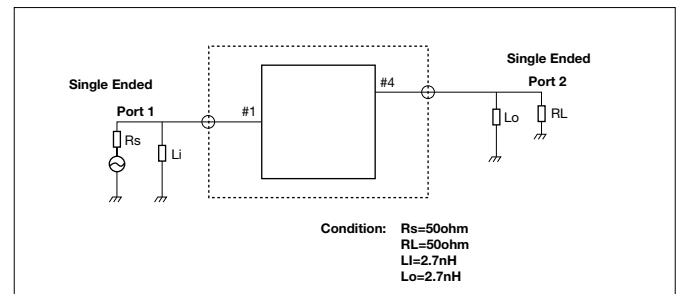 Single Ended
Port 1
Rs
Li
#1
#4
Single Ended
Port 2
Lo
RL
Condition: Rs=50ohm
RL=50ohm
LI=2.7nH
Lo=2.7nH